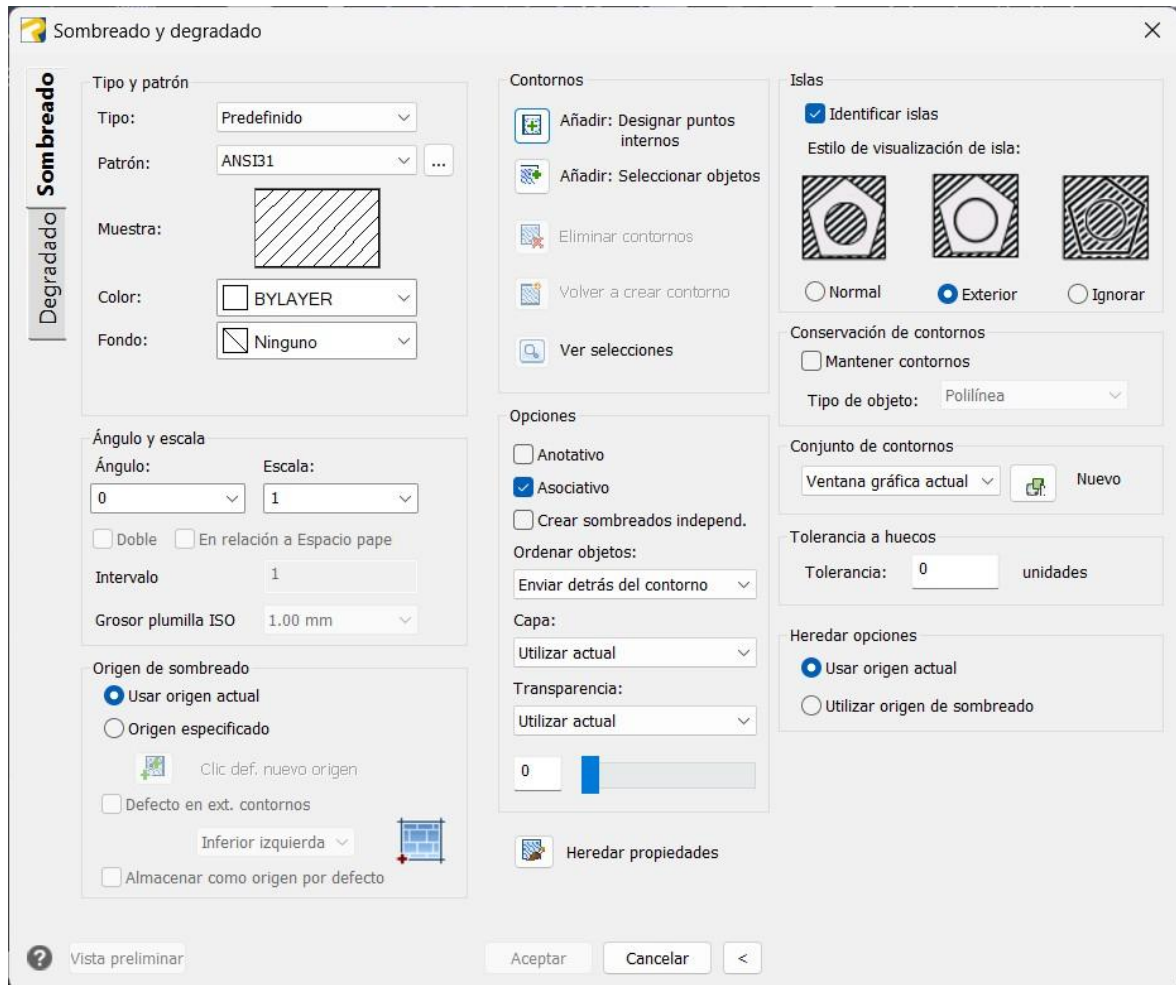 Sombreado y degradado
Sombreado
Degradado
Tipo y patrón
Tipo:
Predefinido
Patrón:
ANSI31
...
Muestra:
Color:
BYLAYER
Fondo:
Ninguno
Ángulo y escala
Ángulo:
Escala:
0
1
Doble
En relación a Espacio pape
Intervalo
1
Grosor plumilla ISO
1.00 mm
Origen de sombreado
Usar origen actual
Origen especificado
Clic def. nuevo origen
Defecto en ext. contornos
Inferior izquierda
Almacenar como origen por defecto
Contornos
Añadir: Designar puntos
internos
Añadir: Seleccionar objetos
Eliminar contornos
Volver a crear contorno
Ver selecciones
Opciones
Anotativo
Asociativo
Crear sombreados independ.
Ordenar objetos:
Enviar detrás del contorno
Capa:
Utilizar actual
Transparencia:
Utilizar actual
0
Heredar propiedades
Islas
Identificar islas
Estilo de visualización de isla:
Normal
Exterior
Ignorar
Conservación de contornos
Mantener contornos
Tipo de objeto:
Polilínea
Conjunto de contornos
Ventana gráfica actual
Nuevo
Tolerancia a huecos
Tolerancia:
0
unidades
Heredar opciones
Usar origen actual
Utilizar origen de sombreado
?
Vista preliminar
Aceptar
Cancelar
<